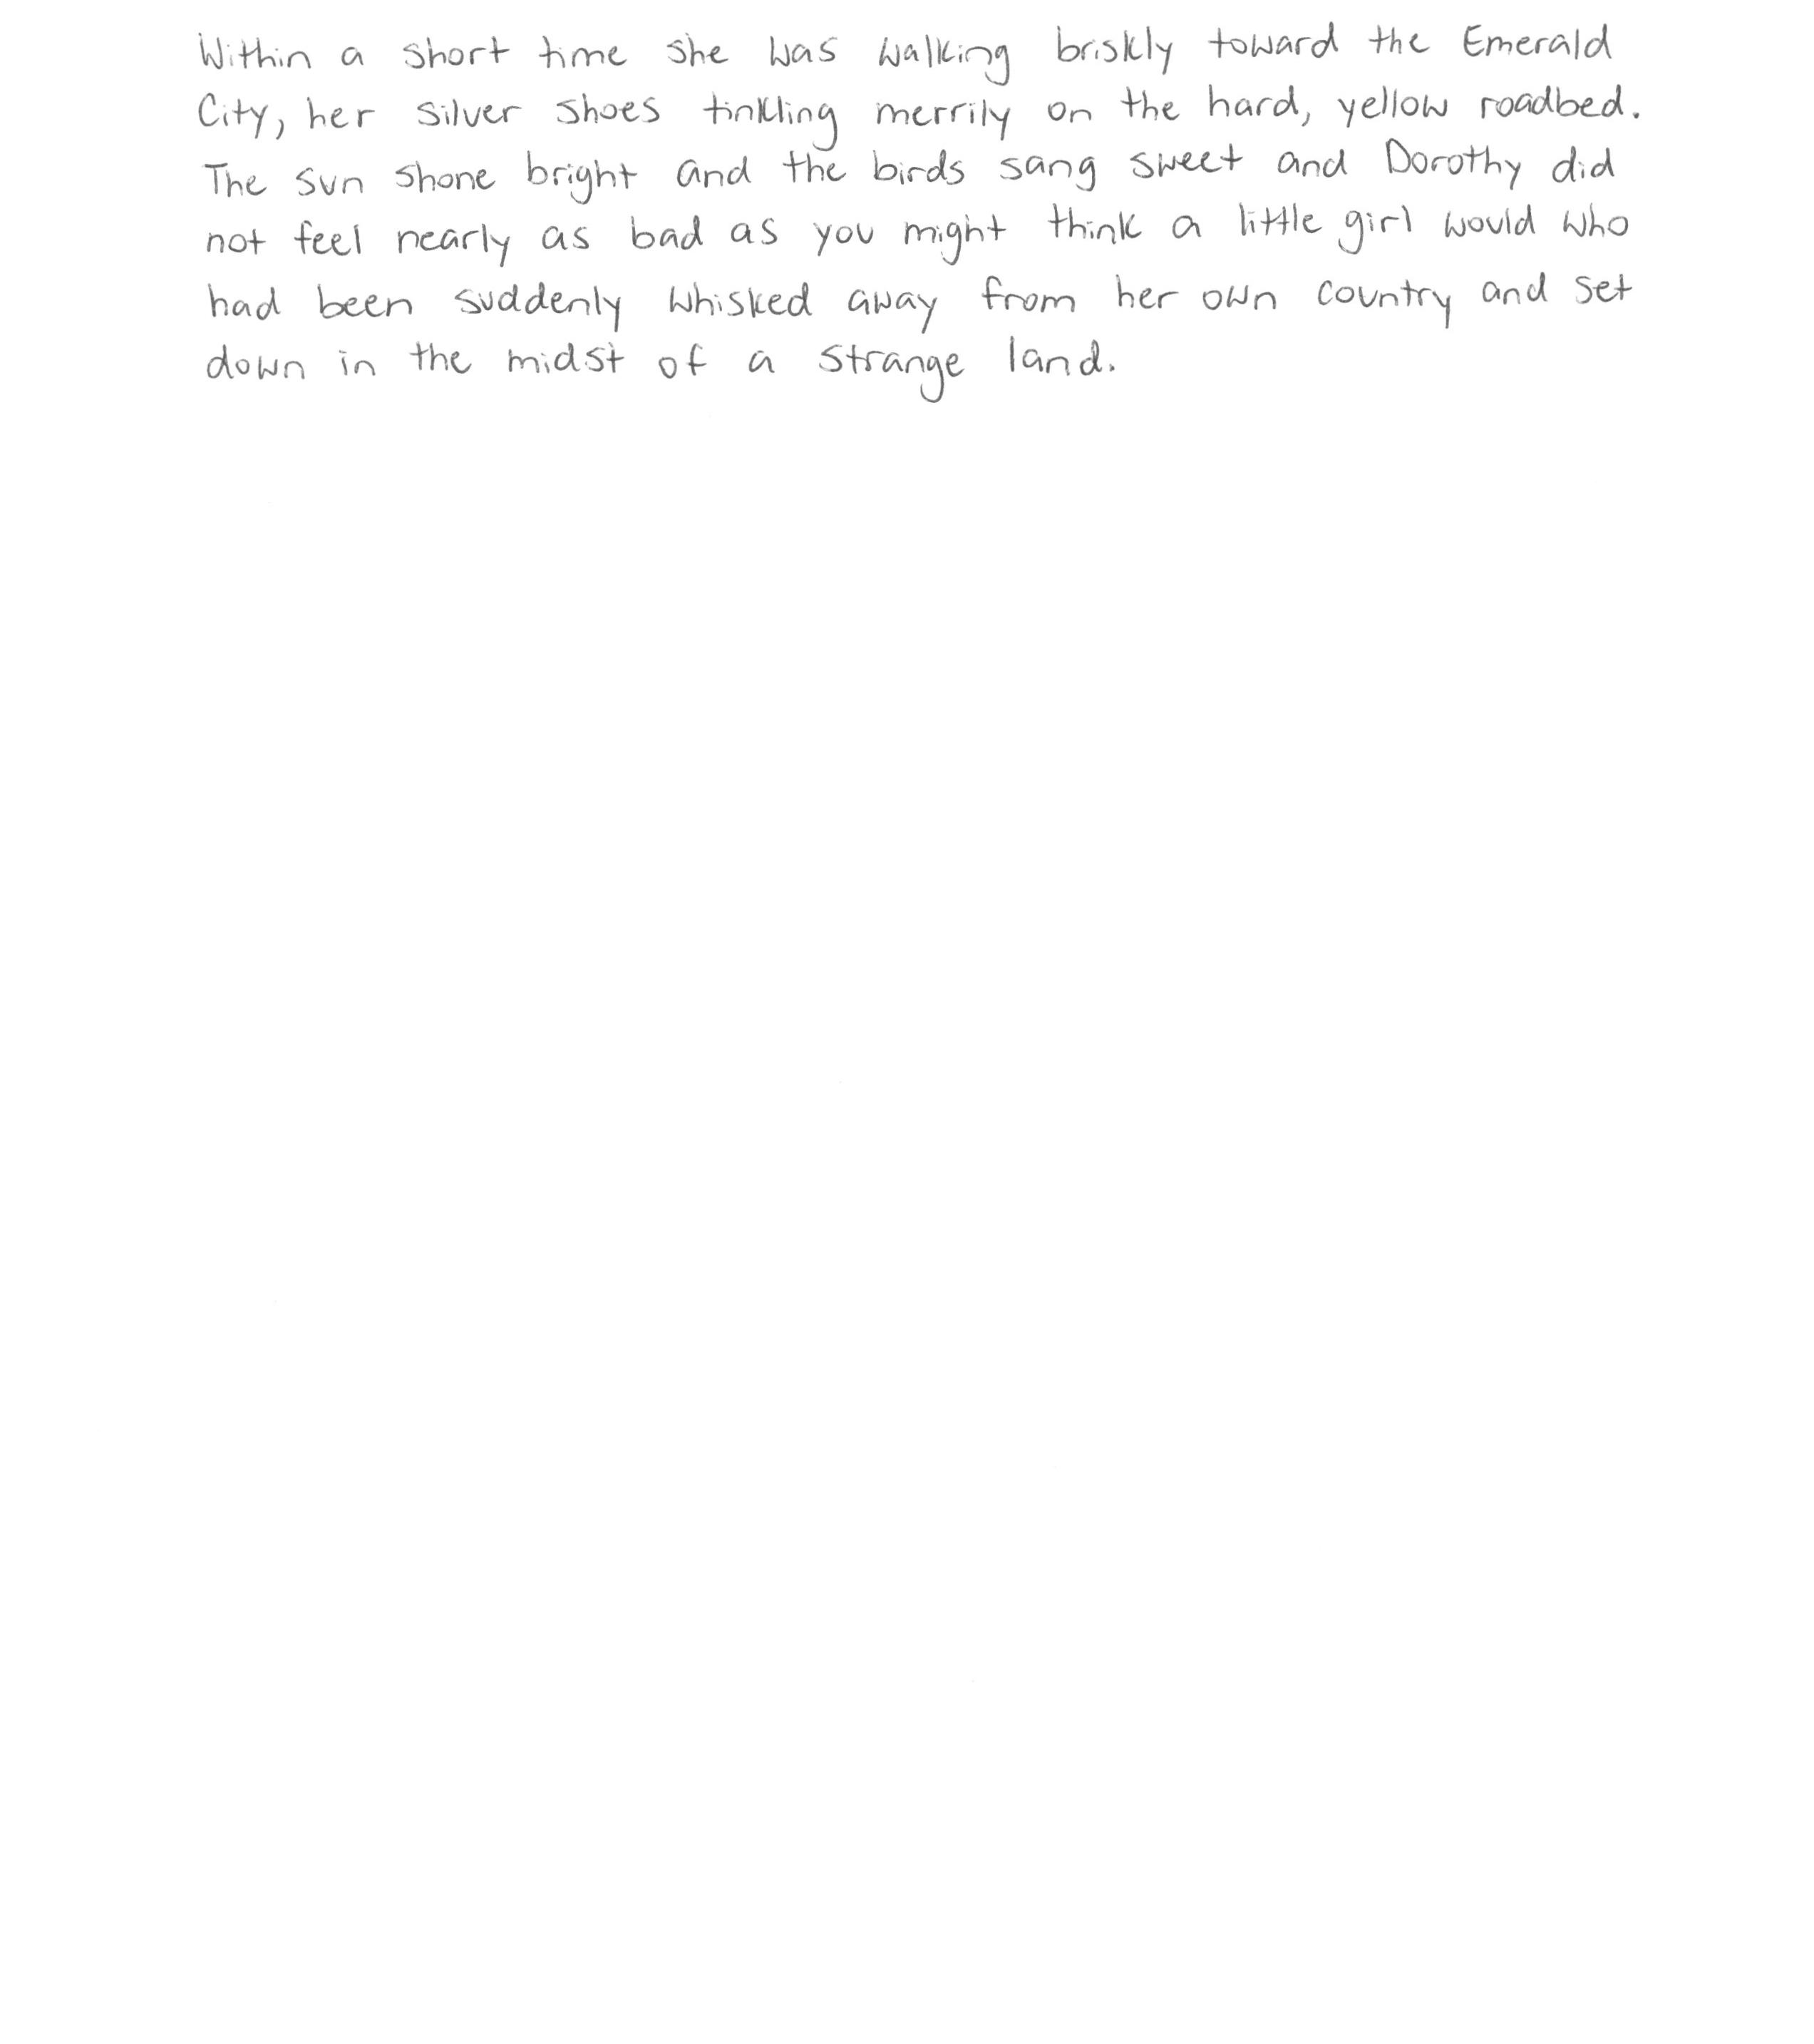 Within a short time she was walking briskly toward the Emerald
City, her silver shoes tinkling merrily on the hard, yellow roadbed.
The sun shone bright and the birds sang sweet and Dorothy did
not feel nearly as bad as you might think a little girl would who
had been suddenly whisked away from her own country and set
down in the midst of a strange land.